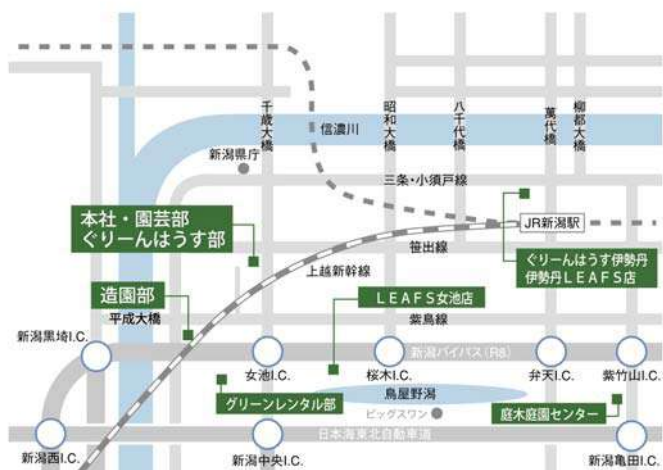 千歳大橋
昭和大橋
八千代橋
萬代橋
柳都大橋
信濃川
新潟県庁
三条・小須戸線
本社・園芸部
ぐりーんはうす部
JR新潟駅
笹出線
上越新幹線
ぐりーんはうす伊勢丹
伊勢丹LEAFS店
造園部
LEAFS女池店
平成大橋
紫鳥線
新潟黒埼I.C.
新潟バイパス(R8)
女池I.C.
桜木I.C.
弁天I.C.
紫竹山I.C.
鳥屋野潟
グリーンレンタル部
ビッグスワン
庭木庭園センター
日本海東北自動車道
新潟西I.C.
新潟中央I.C.
新潟亀田I.C.